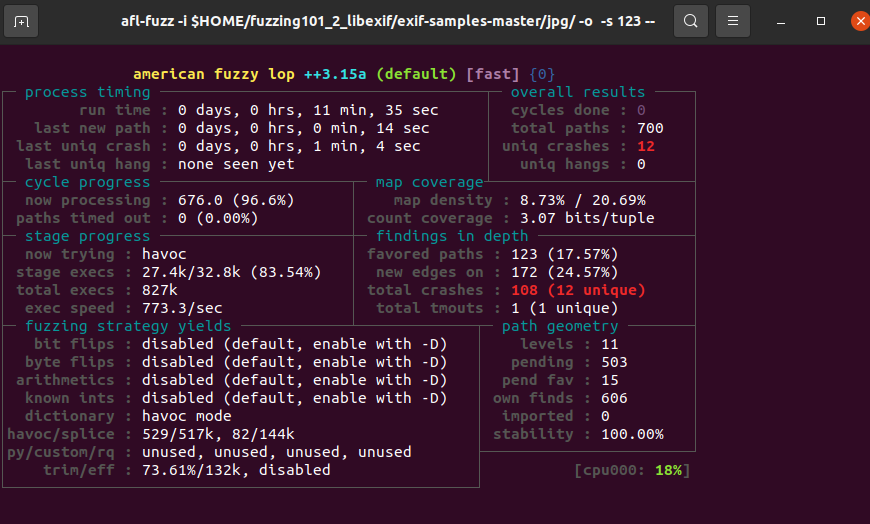 afl-fuzz -i $HOME/fuzzing101_2_libexif/exif-samples-master/jpg/ -o  -s 123 --
american fuzzy lop ++3.15a (default) [fast] {0}
process timing overall results
run time : 0 days, 0 hrs, 11 min, 35 sec cycles done : 0
last new path : 0 days, 0 hrs, 0 min, 14 sec total paths : 700
last uniq crash : 0 days, 0 hrs, 1 min, 4 sec uniq crashes : 12
last uniq hang : none seen yet uniq hangs : 0
cycle progress map coverage
now processing : 676.0 (96.6%) map density : 8.73% / 20.69%
paths timed out : 0 (0.00%) count coverage : 3.07 bits/tuple
stage progress findings in depth
now trying : havoc favored paths : 123 (17.57%)
stage execs : 27.4k/32.8k (83.54%) new edges on : 172 (24.57%)
total execs : 827k total crashes : 108 (12 unique)
exec speed : 773.3/sec total tmouts : 1 (1 unique)
fuzzing strategy yields path geometry
bit flips : disabled (default, enable with -D) levels : 11
byte flips : disabled (default, enable with -D) pending : 503
arithmetics : disabled (default, enable with -D) pend fav : 15
known ints : disabled (default, enable with -D) own finds : 606
dictionary : havoc mode imported : 0
havoc/splice : 529/517k, 82/144k stability : 100.00%
py/custom/rq : unused, unused, unused, unused
trim/eff : 73.61%/132k, disabled [cpu000: 18%]